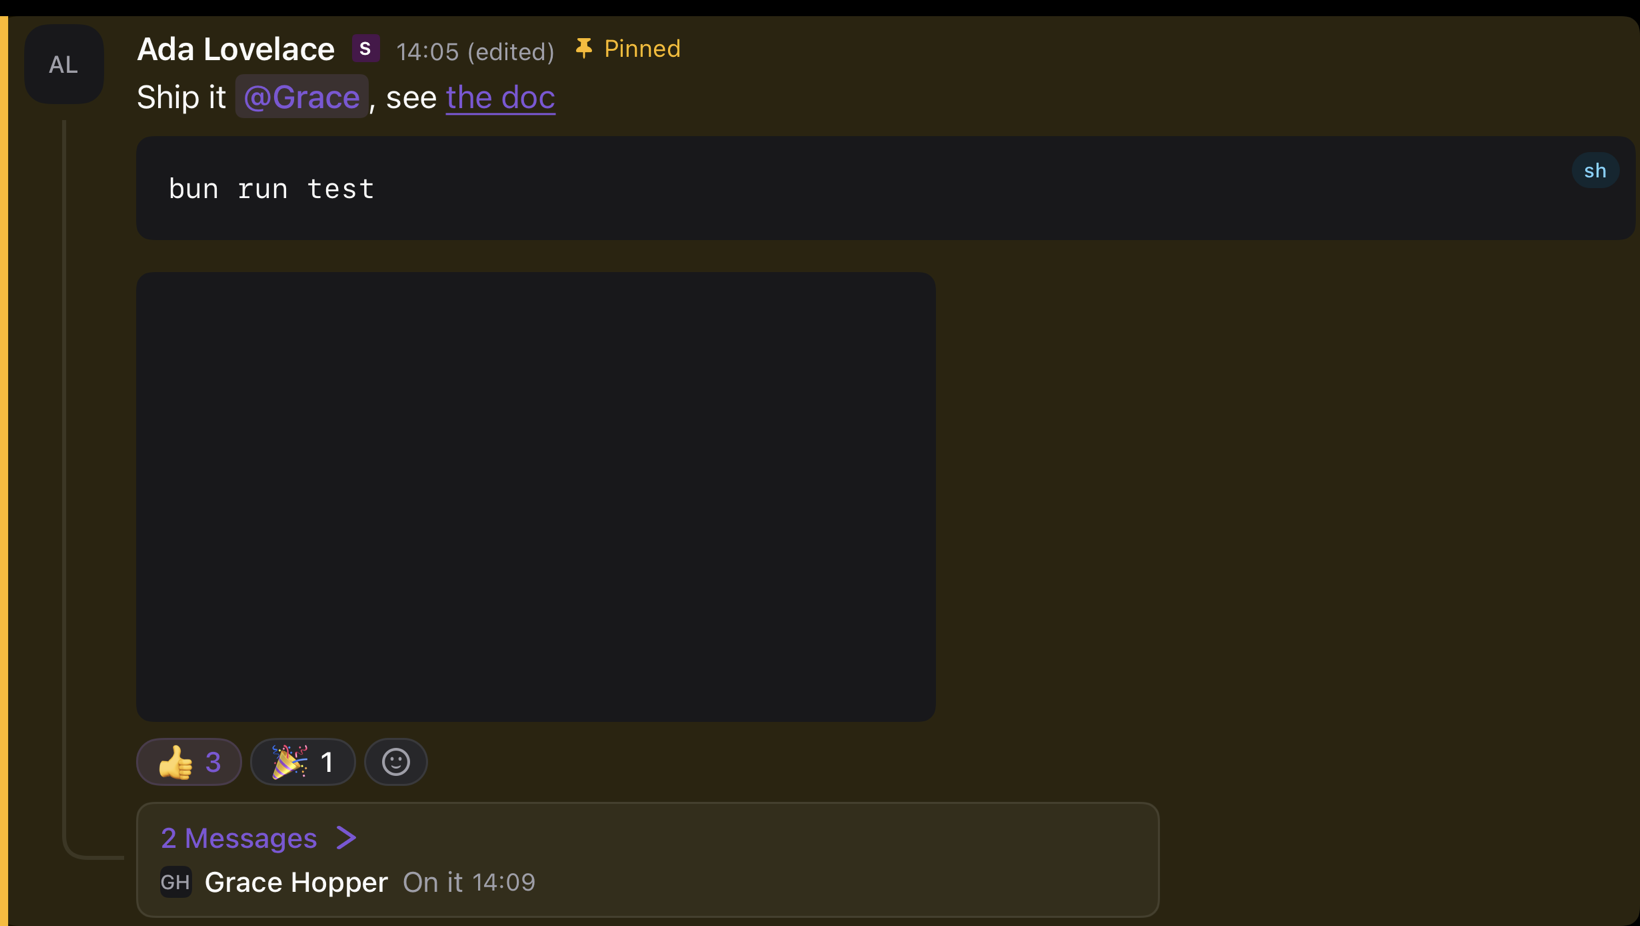 AL
Ada Lovelace S 14:05 (edited) Pinned
Ship it @Grace, see the doc
sh
bun run test
👍 3 🎉 1
2 Messages >
GH Grace Hopper On it 14:09